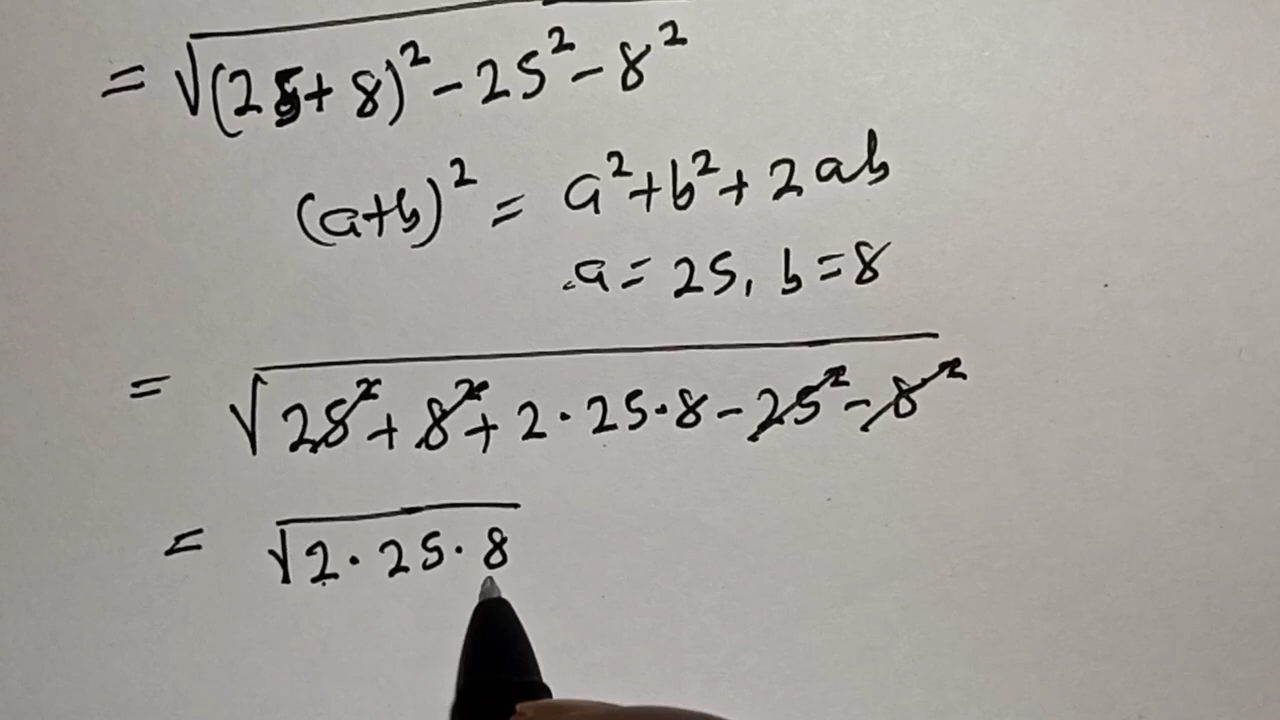 = √(25+8)² - 25² - 8²
(a+b)² = a²+b²+2ab
a = 25, b = 8
= √25²+8²+2·25·8-25²-8²
= √2·25·8